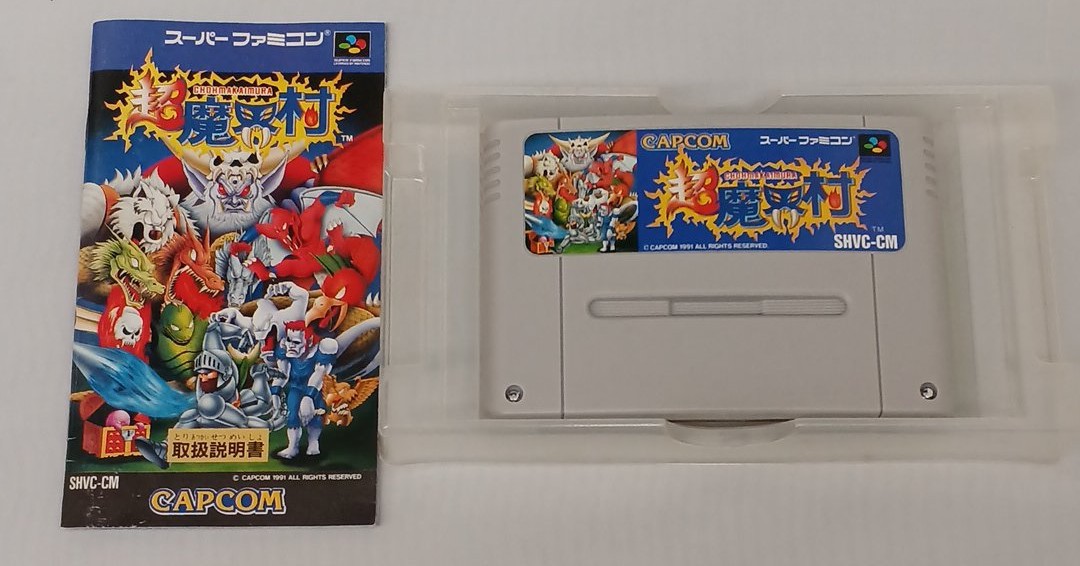 スーパーファミコン®
SUPER FAMICOM
CHOHMAKAIMURA
超魔界村
TM
とりあつかいせつめいしょ
取扱説明書
SHVC-CM
© CAPCOM 1991 ALL RIGHTS RESERVED
CAPCOM
CAPCOM
スーパーファミコン®
CHOHMAKAIMURA
超魔界村
TM
© CAPCOM 1991 ALL RIGHTS RESERVED
SHVC-CM